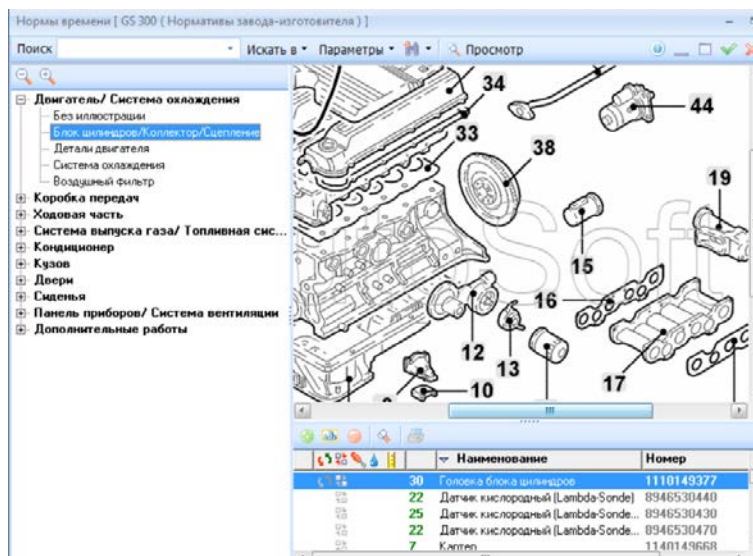 Нормы времени [ GS 300 ( Нормативы завода-изготовителя ) ]
Поиск Искать в Параметры Просмотр
Двигатель/ Система охлаждения
Без иллюстрации
Блок цилиндров/Коллектор/Сцепление
Детали двигателя
Система охлаждения
Воздушный фильтр
Коробка передач
Ходовая часть
Система выпуска газа/ Топливная сис...
Кондиционер
Кузов
Двери
Сиденья
Панель приборов/ Система вентиляции
Дополнительные работы
34
44
33
38
19
15
16
12
13
17
10
Наименование Номер
30 Головка блока цилиндров 1110149377
22 Датчик кислородный (Lambda-Sonde) 8946530440
25 Датчик кислородный (Lambda-Sonde... 8946530430
22 Датчик кислородный (Lambda-Sonde... 8946530470
7 Картер 1140149668